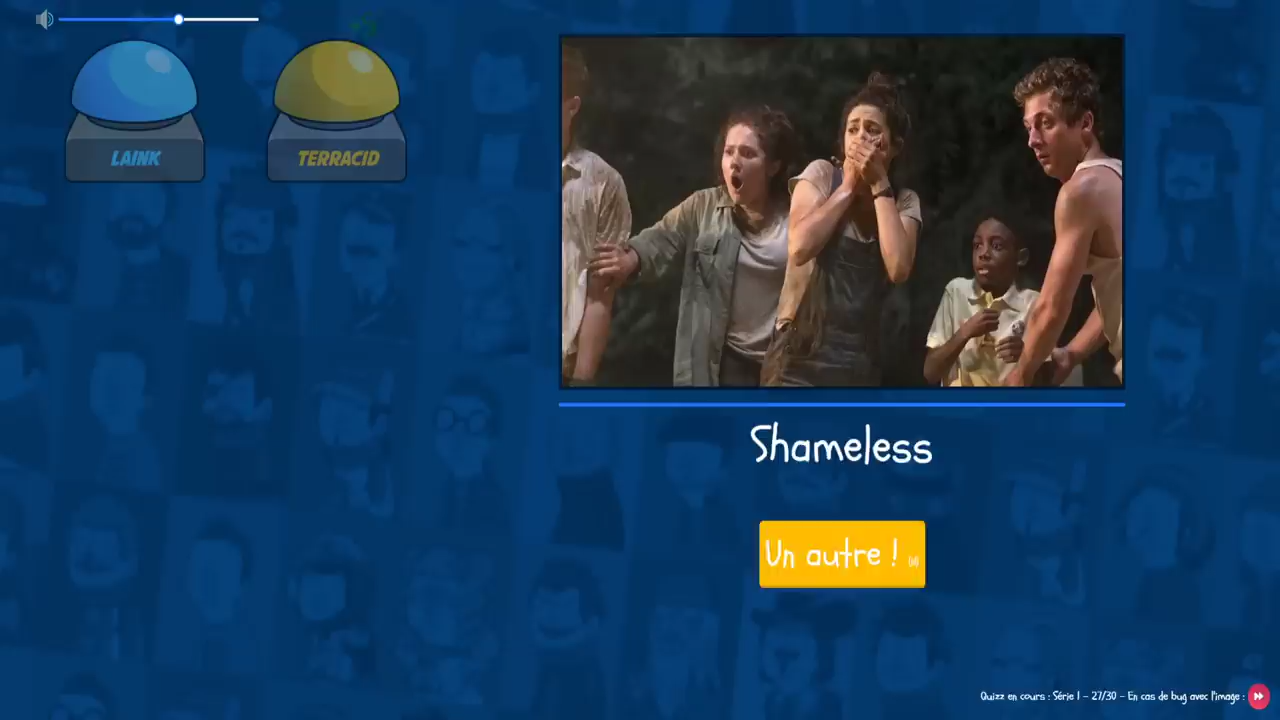 LAINK
TERRACID
Shameless
Un autre !
Quizz en cours : Série 1 - 27/30 - En cas de bug avec l'image :